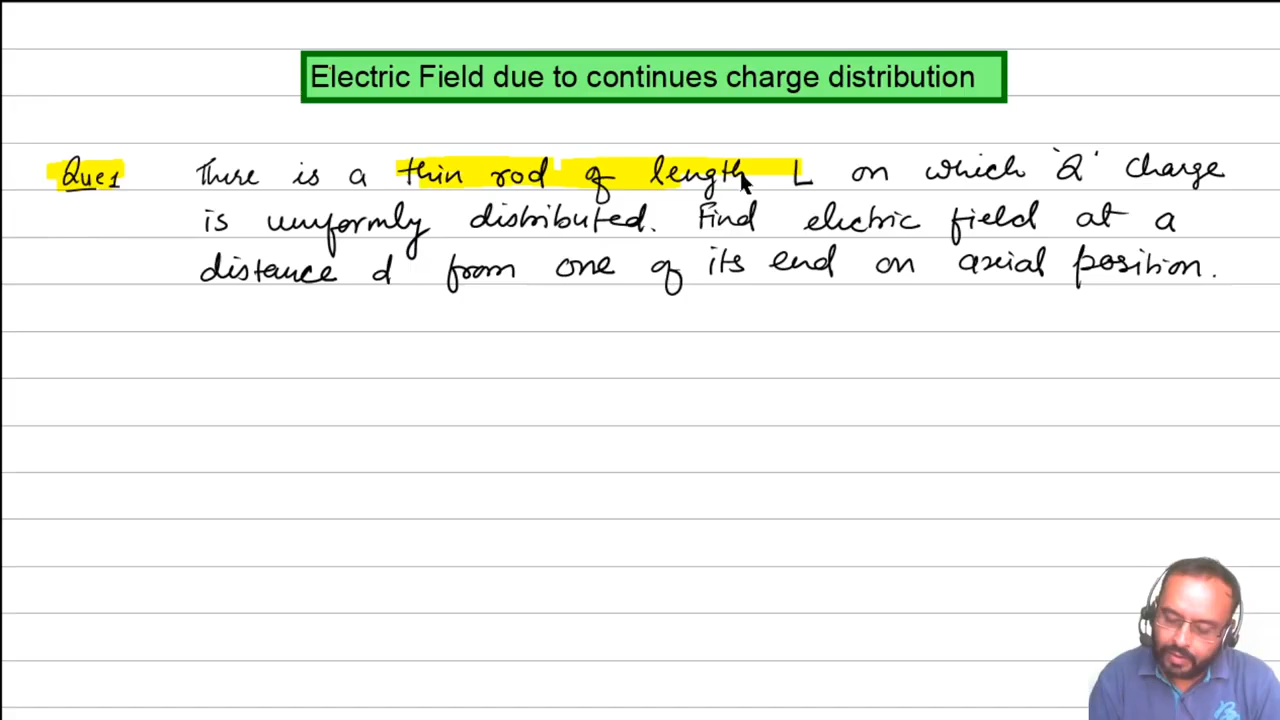 Electric Field due to continues charge distribution
Que1 There is a thin rod of length L on which 'Q' charge
is uniformly distributed. Find electric field at a
distance d from one of its end on axial position.